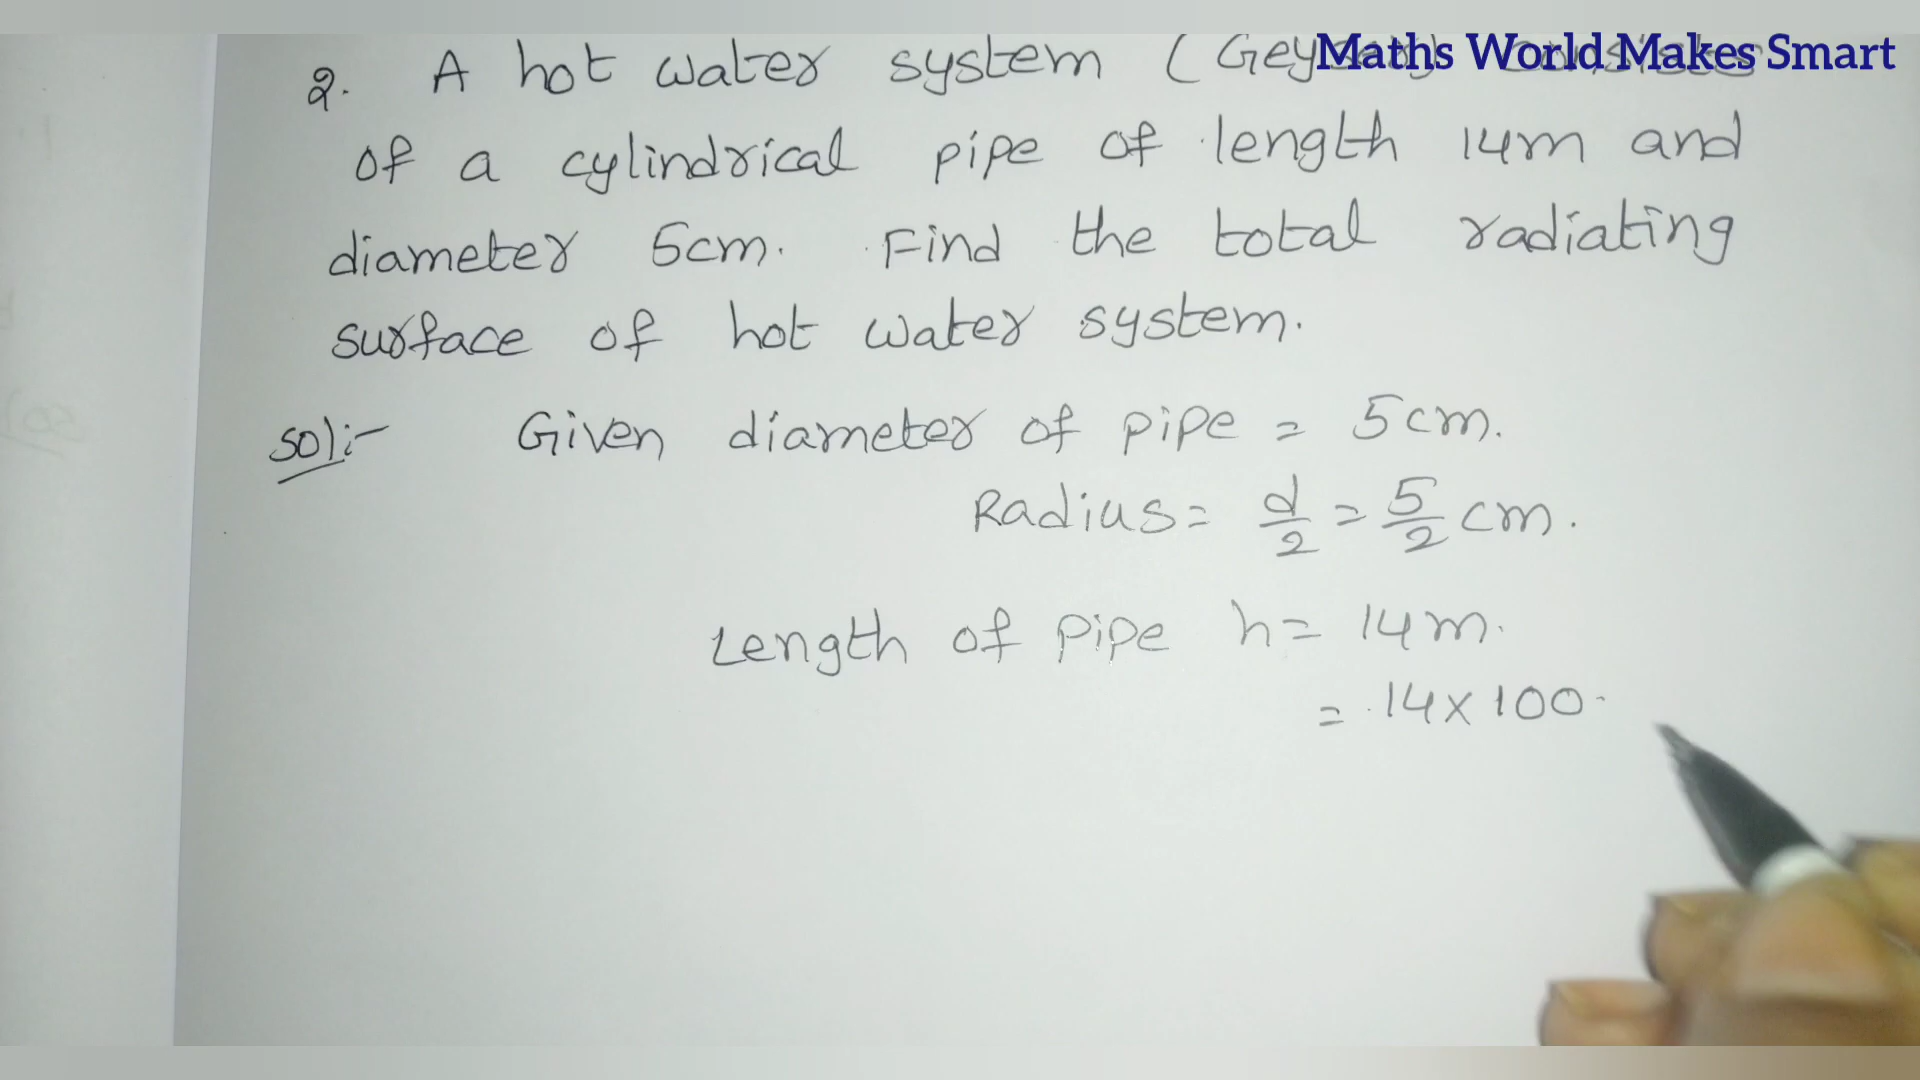 Maths World Makes Smart
2. A hot water system (Geyser) consists
of a cylindrical pipe of length 14m and
diameter 5cm. Find the total radiating
surface of hot water system.
Sol:- Given diameter of pipe = 5cm.
Radius = d/2 = 5/2 cm.
Length of pipe h = 14m.
= 14 x 100